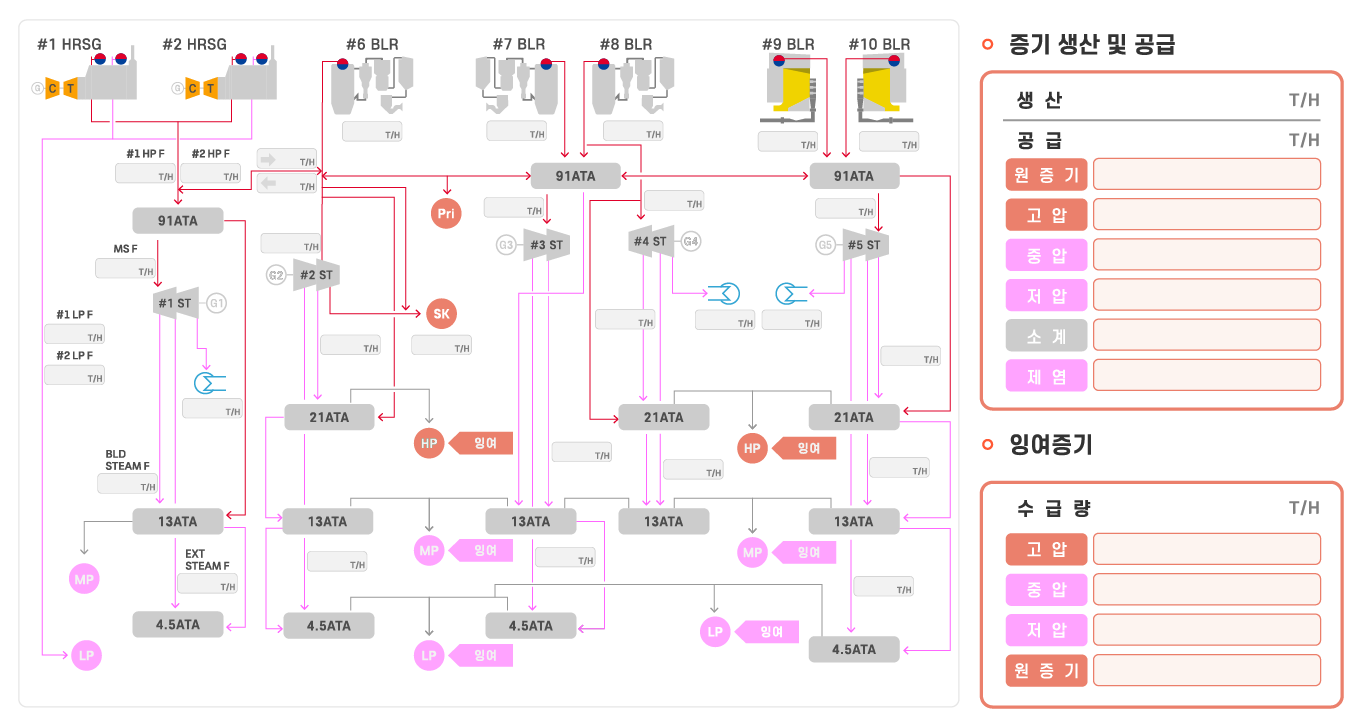 #1 HRSG
#2 HRSG
#6 BLR
#7 BLR
#8 BLR
#9 BLR
#10 BLR
G C T
G C T
T/H
T/H
T/H
T/H
T/H
#1 HP F
#2 HP F
T/H
T/H
T/H
T/H
91ATA
91ATA
91ATA
Pri
T/H
T/H
T/H
MS F
T/H
T/H
G2
#2 ST
G3
#3 ST
#4 ST
G4
G5
#5 ST
#1 ST
G1
SK
#1 LP F
T/H
#2 LP F
T/H
T/H
T/H
T/H
T/H
T/H
T/H
T/H
21ATA
21ATA
21ATA
HP
잉여
HP
잉여
BLD
STEAM F
T/H
T/H
T/H
T/H
13ATA
13ATA
13ATA
13ATA
13ATA
MP
잉여
MP
잉여
MP
EXT
STEAM F
T/H
T/H
T/H
T/H
4.5ATA
4.5ATA
4.5ATA
LP
잉여
4.5ATA
LP
LP
잉여
증기 생산 및 공급
생 산 T/H
공 급 T/H
원 증 기
고 압
중 압
저 압
소 계
제 염
잉여증기
수 급 량 T/H
고 압
중 압
저 압
원 증 기